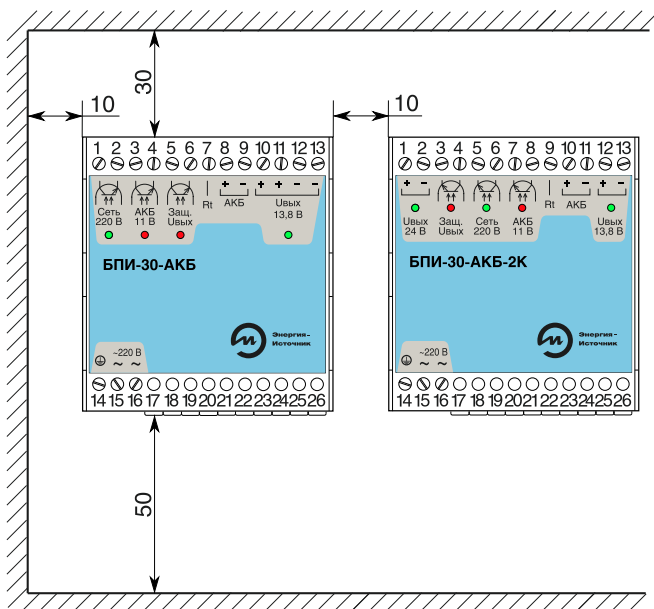 30
10
10
1 2 3 4 5 6 7 8 9 10 11 12 13
+ - + + - -
Сеть
220 В
АКБ
11 В
Защ.
Uвых
Rt
АКБ
Uвых
13,8 В
БПИ-30-АКБ
Энергия-
Источник
~220 В
~ ~
14 15 16 17 18 19 20 21 22 23 24 25 26
1 2 3 4 5 6 7 8 9 10 11 12 13
+ - + - + -
Uвых
24 В
Защ.
Uвых
Сеть
220 В
АКБ
11 В
Rt
АКБ
Uвых
13,8 В
БПИ-30-АКБ-2К
Энергия-
Источник
~220 В
~ ~
14 15 16 17 18 19 20 21 22 23 24 25 26
50